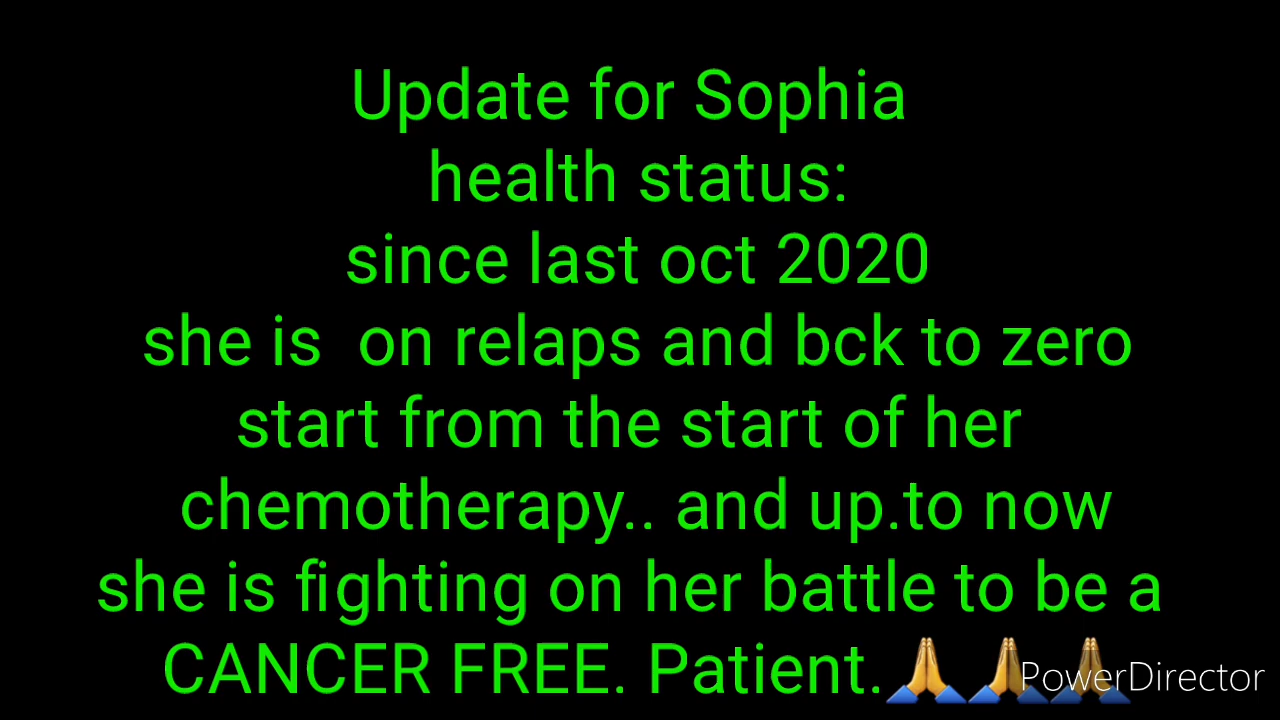 Update for Sophia
health status:
since last oct 2020
she is  on relaps and bck to zero
start from the start of her
chemotherapy.. and up.to now
she is fighting on her battle to be a
CANCER FREE. Patient.🙏🙏🙏
PowerDirector